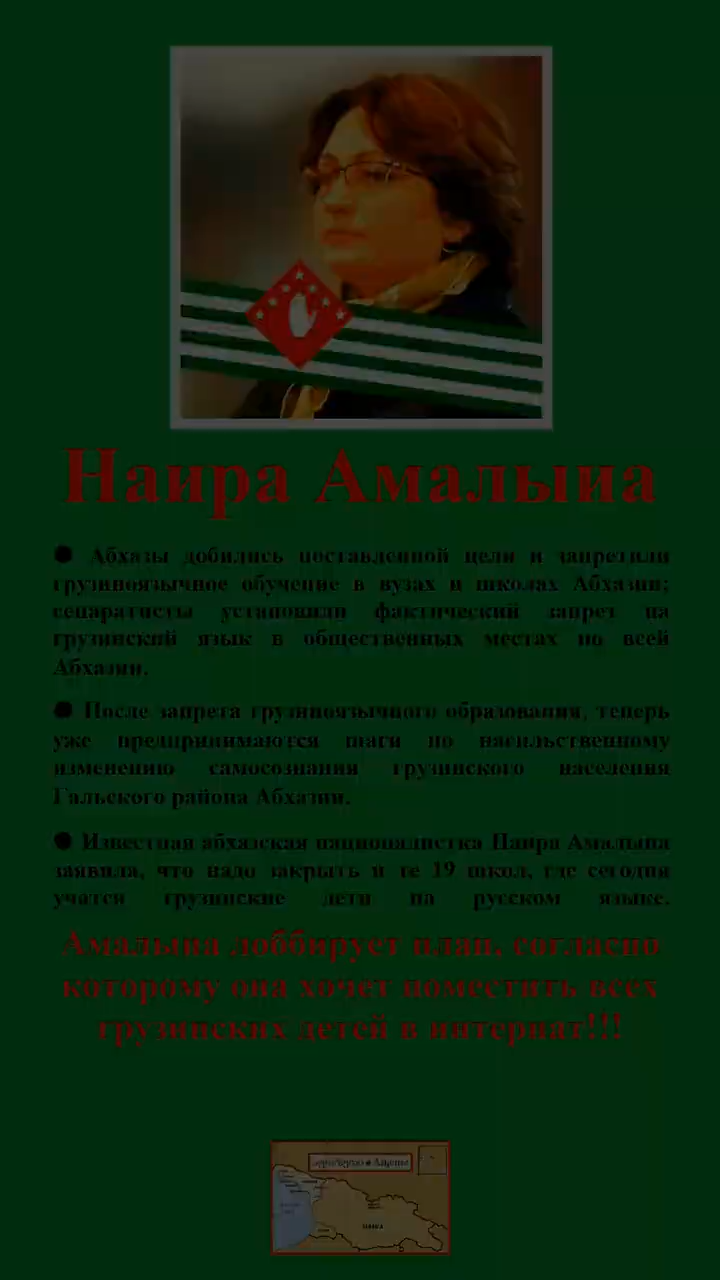 Наира Амалыиа
● Абхазы добились поставленной цели и запретили
грузиноязычное обучение в вузах и школах Абхазии;
сепаратисты установили фактический запрет на
грузинский язык в общественных местах по всей
Абхазии.
● После запрета грузиноязычного образования, теперь
уже предпринимаются шаги по насильственному
изменению самосознания грузинского населения
Гальского района Абхазии.
● Известная абхазская националистка Наира Амалыиа
заявила, что надо закрыть и те 19 школ, где сегодня
учатся грузинские дети на русском языке.
Амалыиа лоббирует план, согласно
которому она хочет поместить всех
грузинских детей в интернат!!!